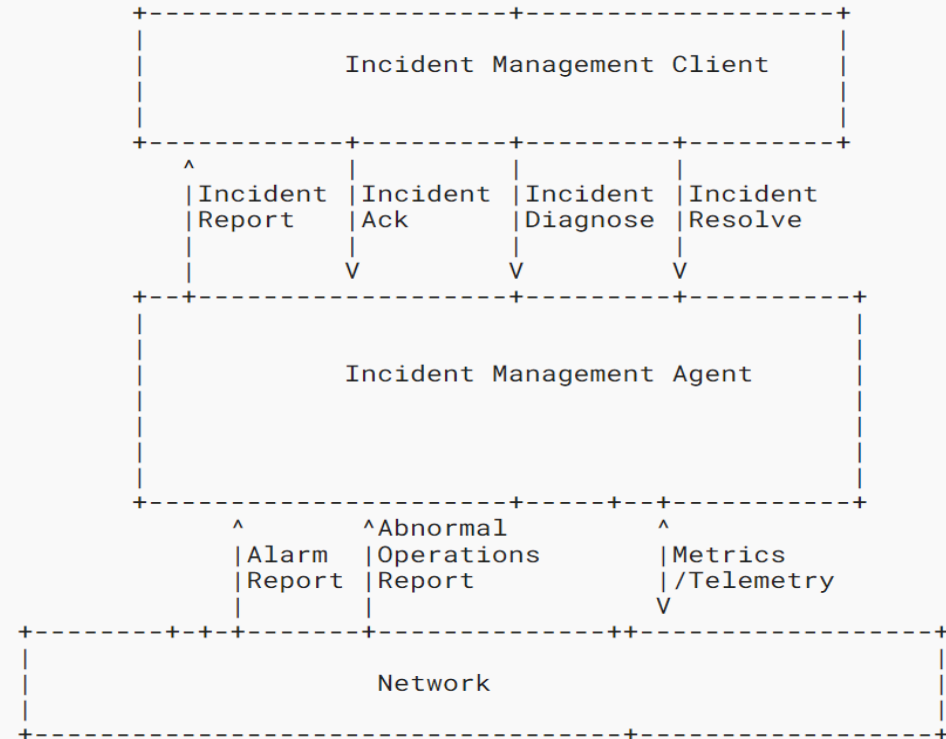 Incident Management Client
Incident Incident Incident Incident
Report Ack Diagnose Resolve
Incident Management Agent
Abnormal
Alarm Operations Metrics
Report Report /Telemetry
Network